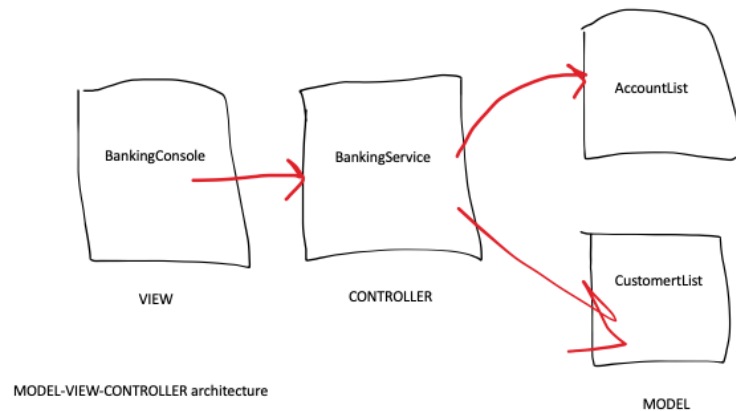 AccountList
BankingConsole
BankingService
CustomertList
VIEW
CONTROLLER
MODEL-VIEW-CONTROLLER architecture
MODEL